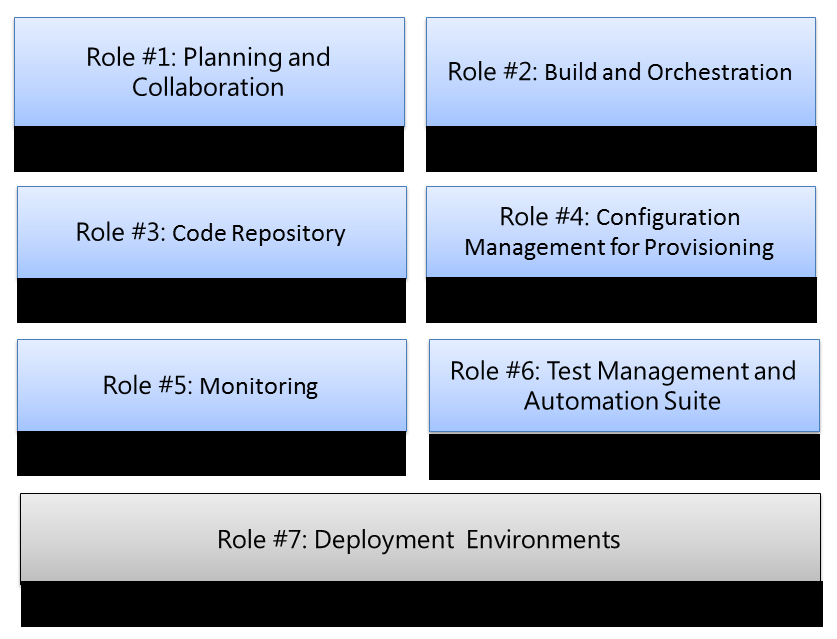 Role #1: Planning and
Collaboration
Role #2: Build and Orchestration
Role #3: Code Repository
Role #4: Configuration
Management for Provisioning
Role #5: Monitoring
Role #6: Test Management and
Automation Suite
Role #7: Deployment Environments